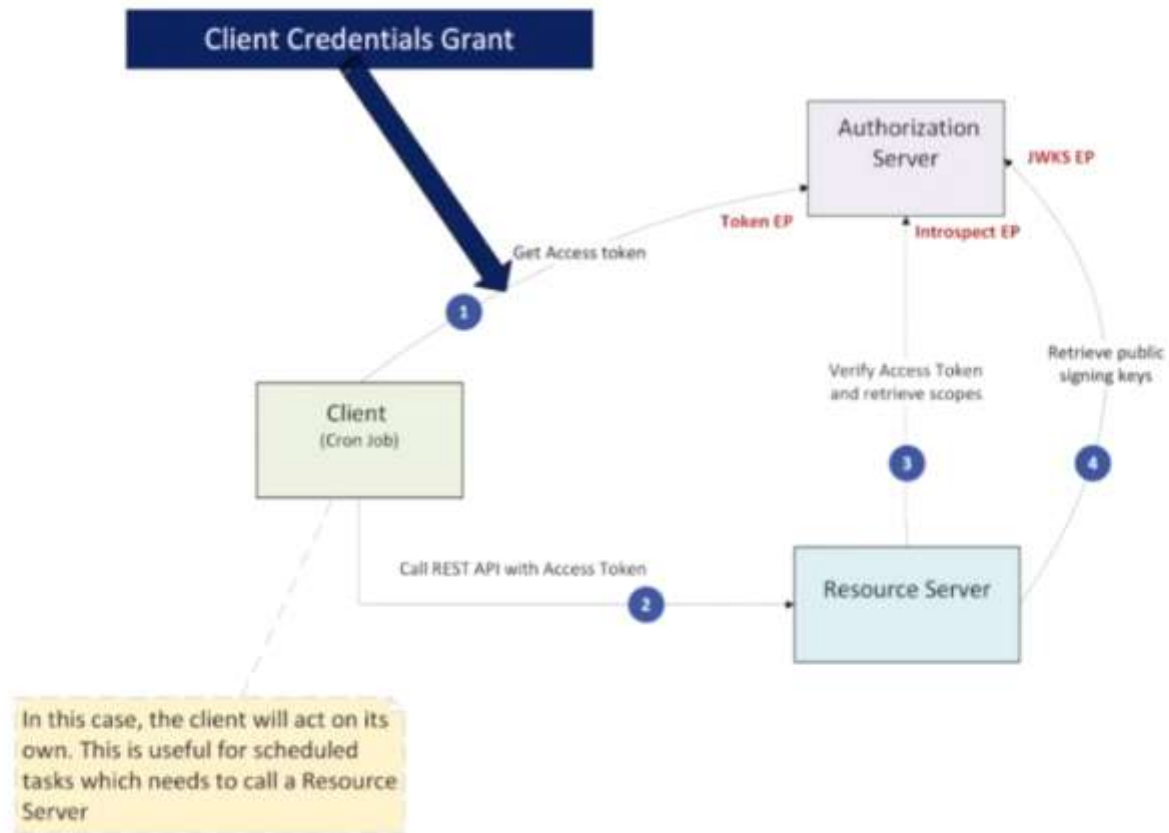 Client Credentials Grant
Authorization
Server
JWKS EP
Token EP
Introspect EP
Get Access token
1
Retrieve public
signing keys
Verify Access Token
and retrieve scopes
Client
(Cron Job)
3
4
Call REST API with Access Token
2
Resource Server
In this case, the client will act on its
own. This is useful for scheduled
tasks which needs to call a Resource
Server